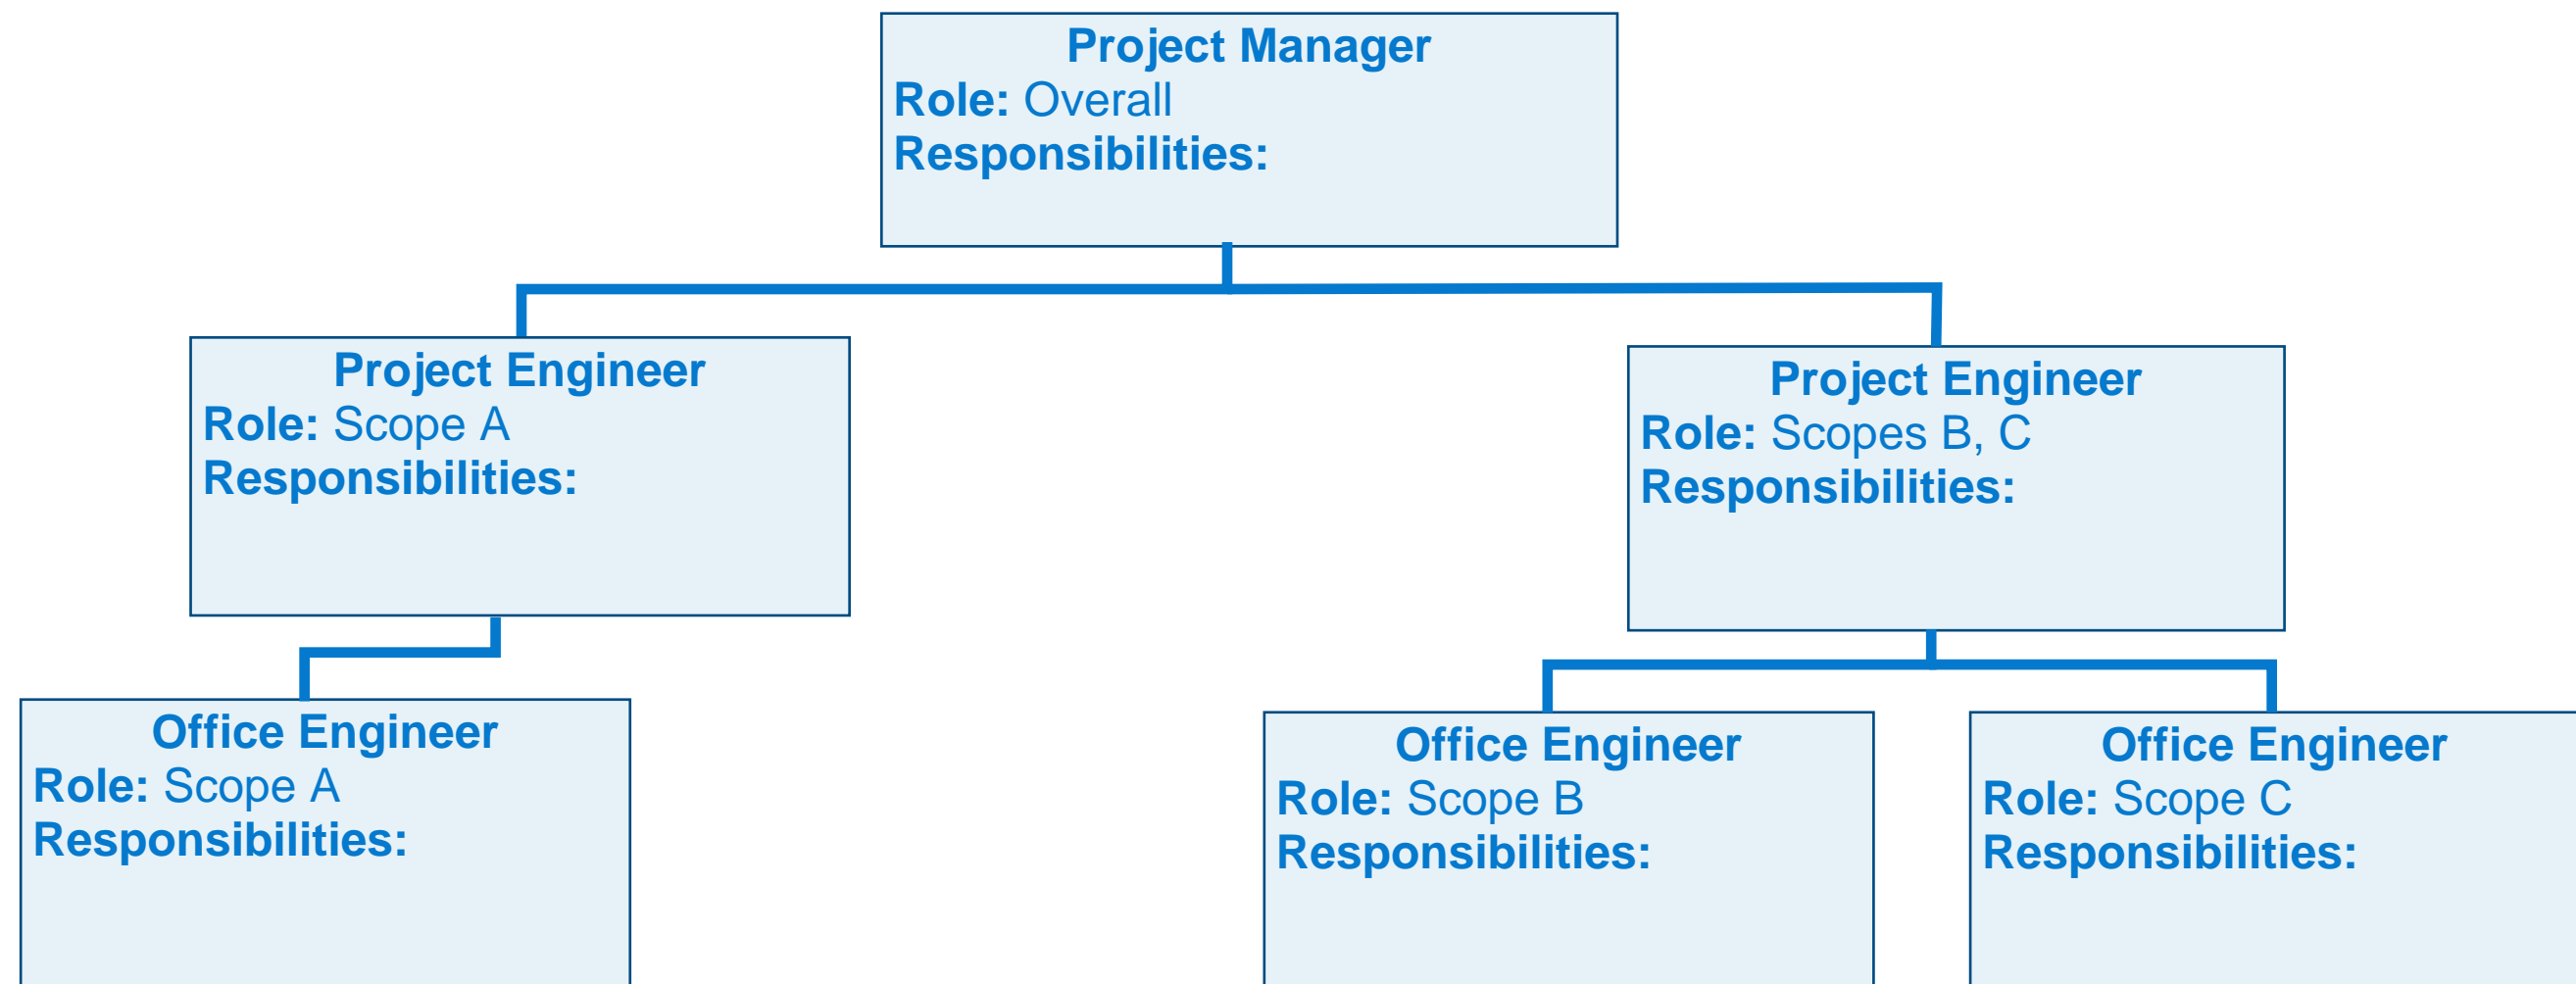 Project Manager
Role: Overall
Responsibilities:
Project Engineer
Role: Scope A
Responsibilities:
Project Engineer
Role: Scopes B, C
Responsibilities:
Office Engineer
Role: Scope A
Responsibilities:
Office Engineer
Role: Scope B
Responsibilities:
Office Engineer
Role: Scope C
Responsibilities: